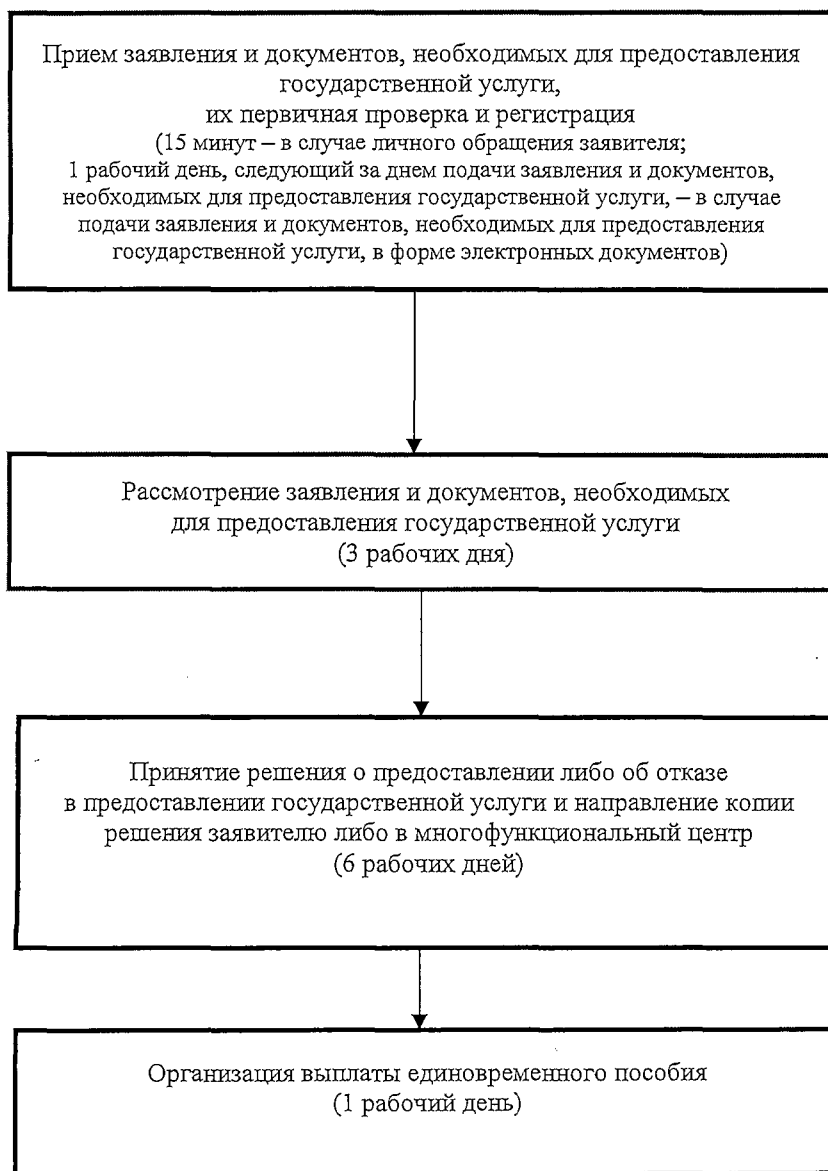 Прием заявления и документов, необходимых для предоставления
государственной услуги,
их первичная проверка и регистрация
(15 минут – в случае личного обращения заявителя;
1 рабочий день, следующий за днем подачи заявления и документов,
необходимых для предоставления государственной услуги, – в случае
подачи заявления и документов, необходимых для предоставления
государственной услуги, в форме электронных документов)
Рассмотрение заявления и документов, необходимых
для предоставления государственной услуги
(3 рабочих дня)
Принятие решения о предоставлении либо об отказе
в предоставлении государственной услуги и направление копии
решения заявителю либо в многофункциональный центр
(6 рабочих дней)
Организация выплаты единовременного пособия
(1 рабочий день)